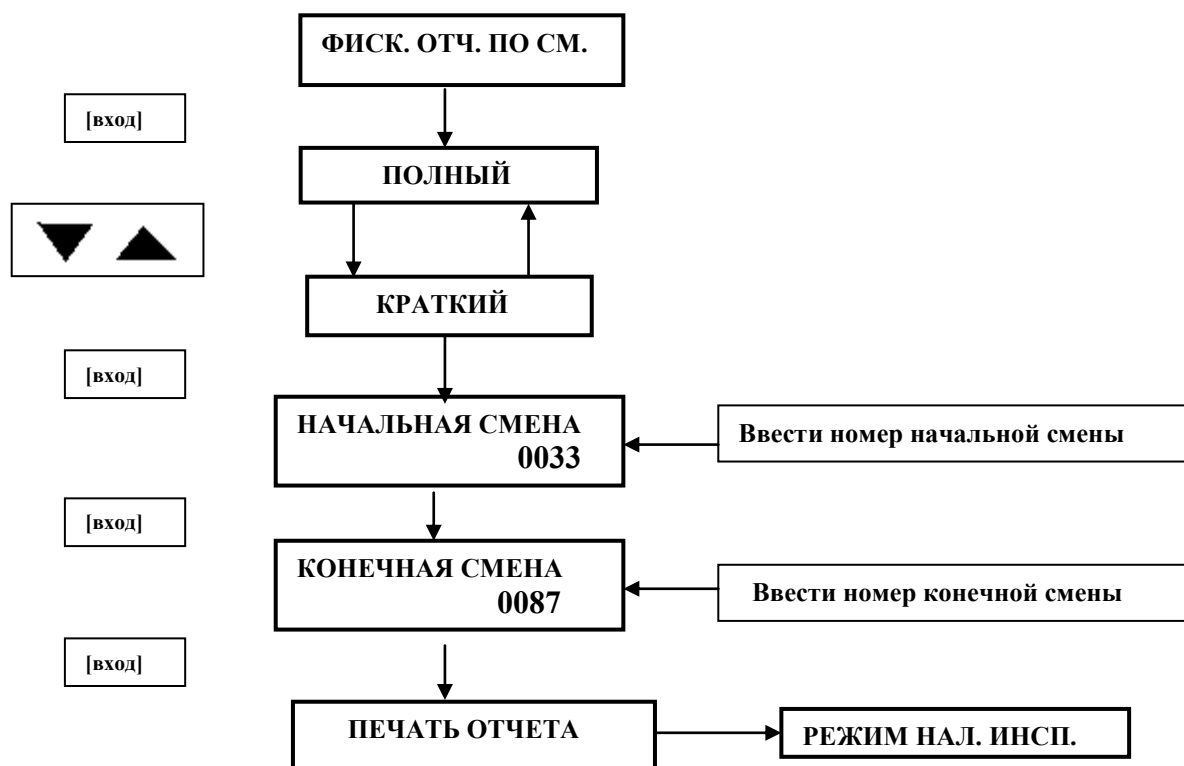 ФИСК. ОТЧ. ПО СМ.
[вход]
ПОЛНЫЙ
КРАТКИЙ
[вход]
НАЧАЛЬНАЯ СМЕНА
0033
Ввести номер начальной смены
[вход]
КОНЕЧНАЯ СМЕНА
0087
Ввести номер конечной смены
[вход]
ПЕЧАТЬ ОТЧЕТА
РЕЖИМ НАЛ. ИНСП.